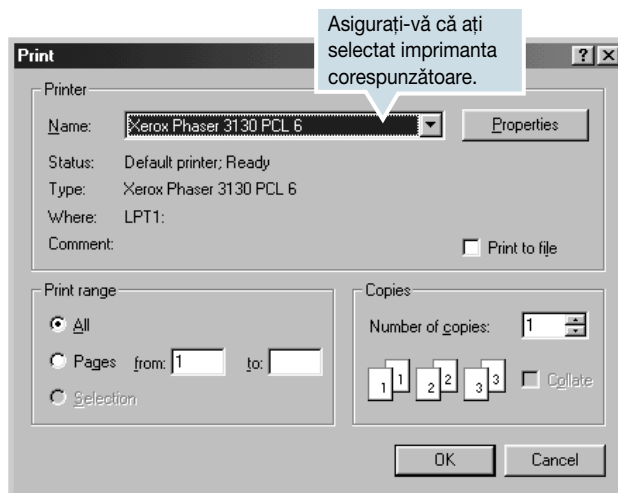 Asigurați-vă că ați
selectat imprimanta
corespunzătoare.
Print
Printer
Name: Xerox Phaser 3130 PCL 6 Properties
Status: Default printer; Ready
Type: Xerox Phaser 3130 PCL 6
Where: LPT1:
Comment: Print to file
Print range
All
Pages from: 1 to:
Selection
Copies
Number of copies: 1
1 1 2 2 3 3 Collate
OK Cancel